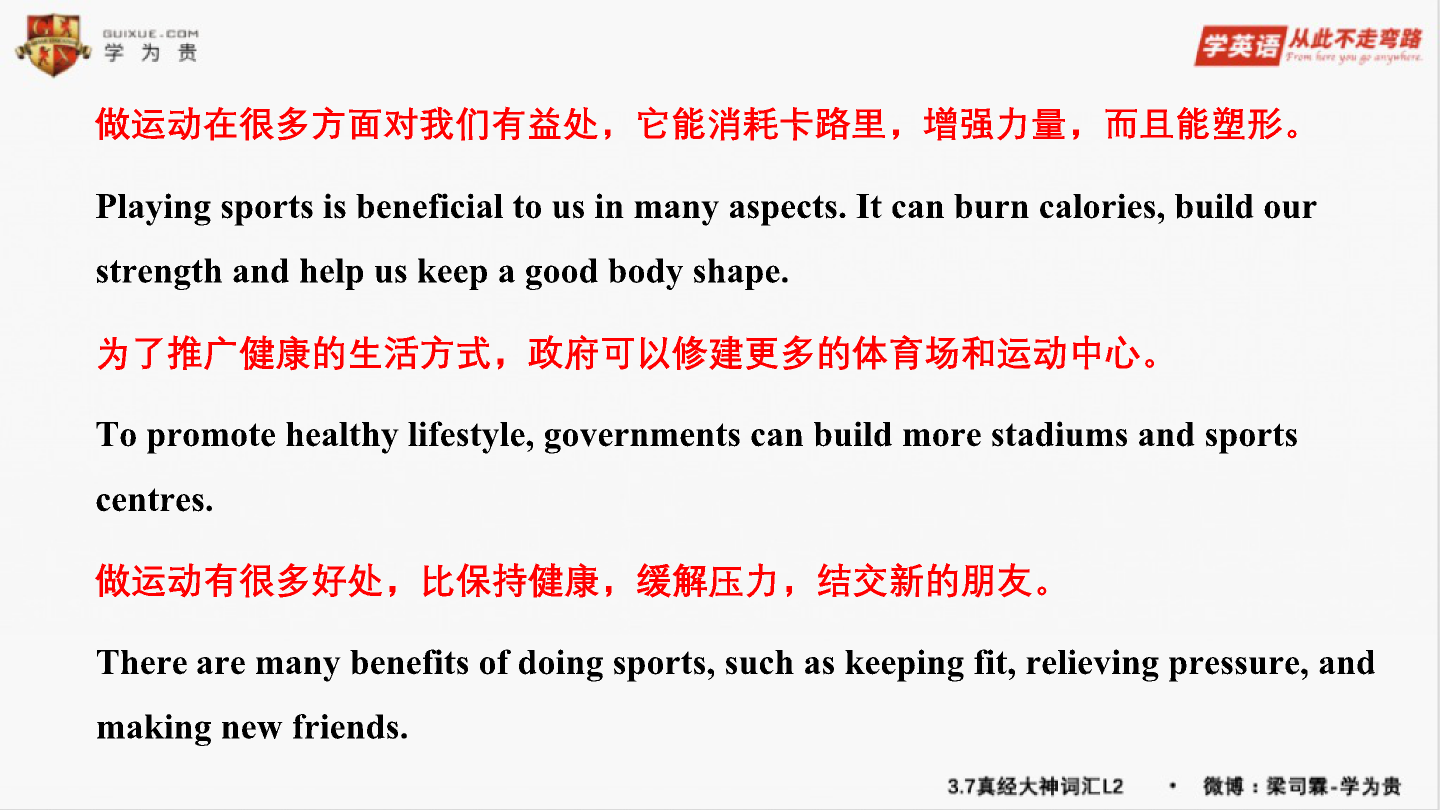 GUIXUE.COM
学为贵
学英语 从此不走弯路
From here you go anywhere.
做运动在很多方面对我们有益处，它能消耗卡路里，增强力量，而且能塑形。
Playing sports is beneficial to us in many aspects. It can burn calories, build our
strength and help us keep a good body shape.
为了推广健康的生活方式，政府可以修建更多的体育场和运动中心。
To promote healthy lifestyle, governments can build more stadiums and sports
centres.
做运动有很多好处，比保持健康，缓解压力，结交新的朋友。
There are many benefits of doing sports, such as keeping fit, relieving pressure, and
making new friends.
3.7真经大神词汇L2 • 微博：梁司霖-学为贵